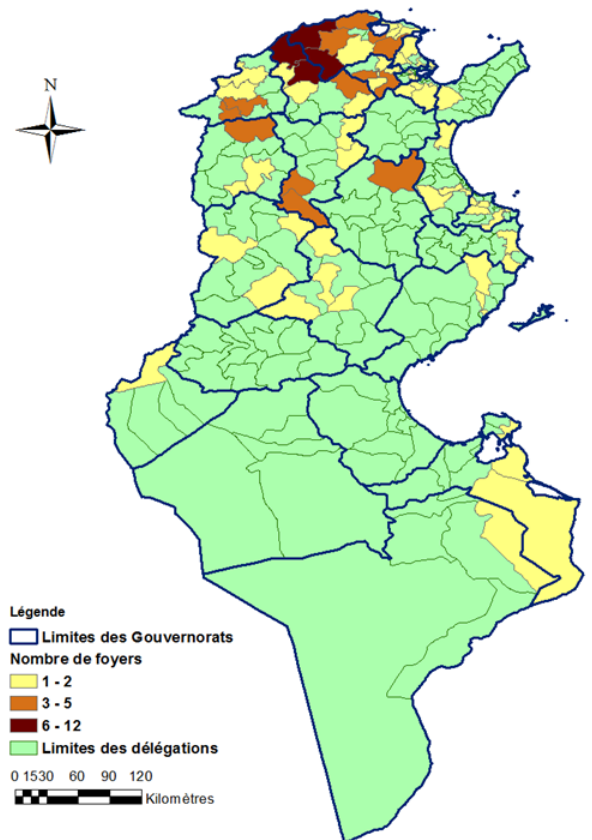 N
Légende
Limites des Gouvernorats
Nombre de foyers
1 - 2
3 - 5
6 - 12
Limites des délégations
0 1530 60 90 120
Kilomètres